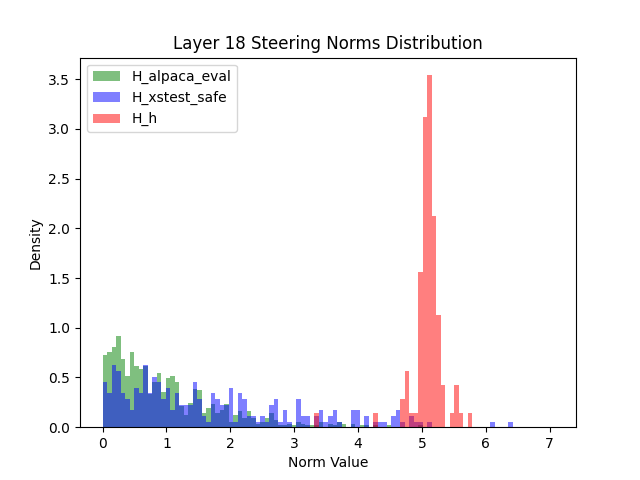 Layer 18 Steering Norms Distribution
H_alpaca_eval
H_xstest_safe
H_h
3.5
3.0
2.5
2.0
1.5
1.0
0.5
0.0
Density
0 1 2 3 4 5 6 7
Norm Value